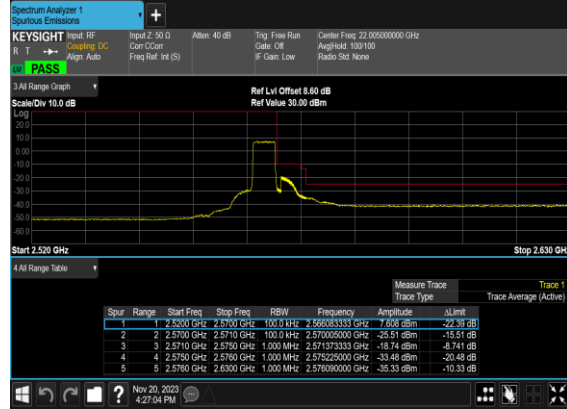 Spectrum Analyzer 1
Spurious Emissions
KEYSIGHT Input: RF Input Z: 50 Ω Atten: 40 dB Trig: Free Run Center Freq: 22.005000000 GHz
R T Coupling: DC Corr CCorr Gate: Off Avg|Hold: 100/100
Align: Auto Freq Ref: Int (S) IF Gain: Low Radio Std: None
PASS
3 All Range Graph
Ref Lvl Offset 8.60 dB
Scale/Div 10.0 dB Ref Value 30.00 dBm
Log
20.0
10.0
0.00
-10.0
-20.0
-30.0
-40.0
-50.0
-60.0
Start 2.520 GHz Stop 2.630 GHz
4 All Range Table
Measure Trace Trace 1
Trace Type Trace Average (Active)
Spur Range Start Freq Stop Freq RBW Frequency Amplitude ΔLimit
1 1 2.5200 GHz 2.5700 GHz 100.0 kHz 2.566083333 GHz 7.608 dBm -22.39 dB
2 2 2.5700 GHz 2.5710 GHz 100.0 kHz 2.570005000 GHz -25.51 dBm -15.51 dB
3 3 2.5710 GHz 2.5750 GHz 1.000 MHz 2.571373333 GHz -18.74 dBm -8.741 dB
4 4 2.5750 GHz 2.5760 GHz 1.000 MHz 2.575225000 GHz -33.48 dBm -20.48 dB
5 5 2.5760 GHz 2.6300 GHz 1.000 MHz 2.576090000 GHz -35.33 dBm -10.33 dB
Nov 20, 2023
4:27:04 PM